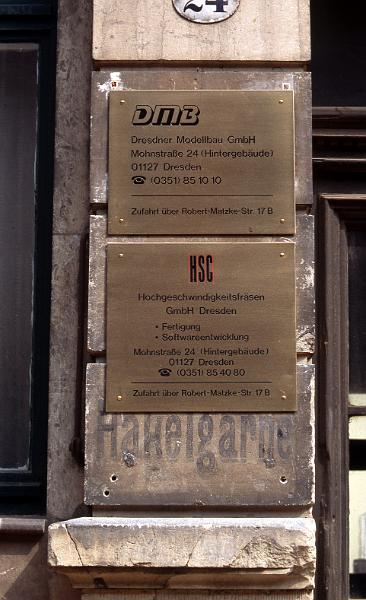 24
DMB
Dresdner Modellbau GmbH
Mohnstraße 24 (Hintergebäude)
01127 Dresden
☎ (0351) 85 10 10
Zufahrt über Robert-Matzke-Str. 17 B
HSC
Hochgeschwindigkeitsfräsen
GmbH Dresden
• Fertigung
• Softwareentwicklung
Mohnstraße 24 (Hintergebäude)
01127 Dresden
☎ (0351) 85 40 80
Zufahrt über Robert-Matzke-Str. 17 B
Häkelgarne